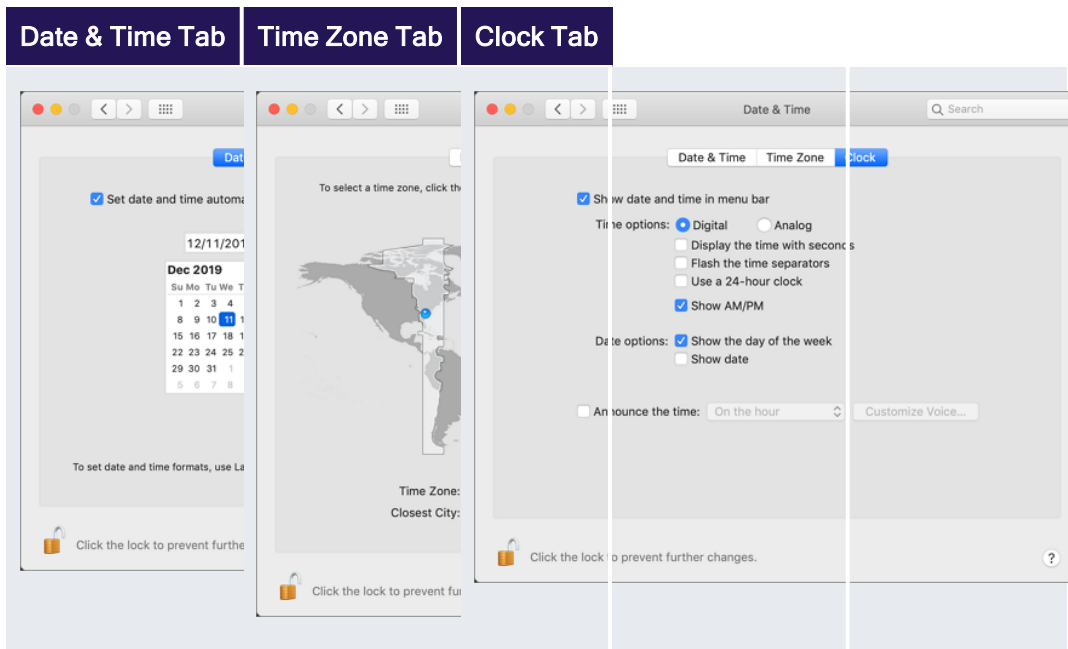 Date & Time Tab
Time Zone Tab
Clock Tab
Dat
Set date and time automa
12/11/201
Dec 2019
Su Mo Tu We T
1 2 3 4
8 9 10 11 1
15 16 17 18 1
22 23 24 25 2
29 30 31 1
5 6 7 8
To set date and time formats, use La
Click the lock to prevent furthe
To select a time zone, click the
Time Zone:
Closest City:
Click the lock to prevent fu
Date & Time
Search
Date & Time
Time Zone
Clock
Show date and time in menu bar
Time options: Digital Analog
Display the time with seconds
Flash the time separators
Use a 24-hour clock
Show AM/PM
Date options: Show the day of the week
Show date
Announce the time: On the hour Customize Voice...
Click the lock to prevent further changes.
?